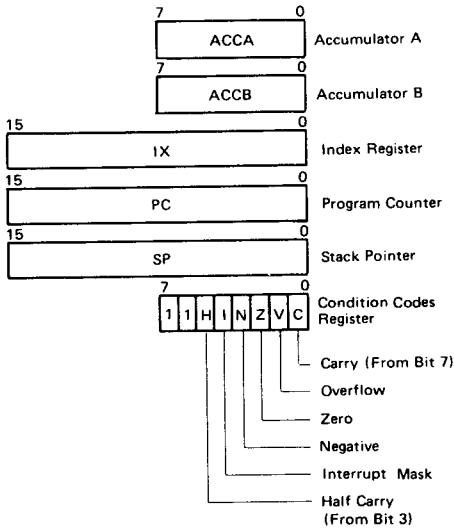 7 0
ACCA Accumulator A
7 0
ACCB Accumulator B
15 0
IX Index Register
15 0
PC Program Counter
15 0
SP Stack Pointer
7 0
1 1 H I N Z V C Condition Codes
Register
Carry (From Bit 7)
Overflow
Zero
Negative
Interrupt Mask
Half Carry
(From Bit 3)